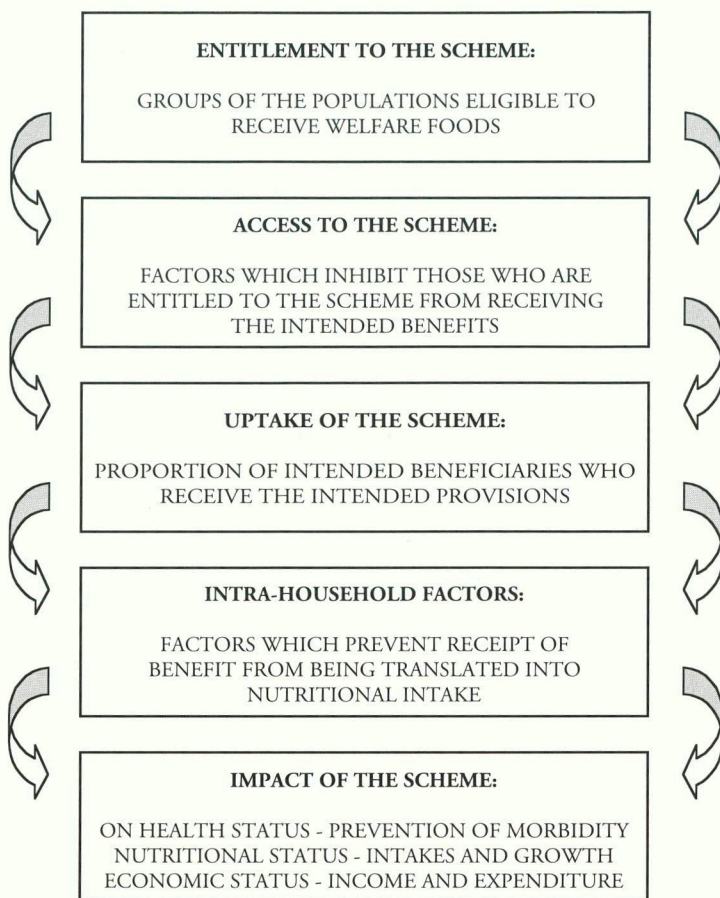 ENTITLEMENT TO THE SCHEME:
GROUPS OF THE POPULATIONS ELIGIBLE TO
RECEIVE WELFARE FOODS
ACCESS TO THE SCHEME:
FACTORS WHICH INHIBIT THOSE WHO ARE
ENTITLED TO THE SCHEME FROM RECEIVING
THE INTENDED BENEFITS
UPTAKE OF THE SCHEME:
PROPORTION OF INTENDED BENEFICIARIES WHO
RECEIVE THE INTENDED PROVISIONS
INTRA-HOUSEHOLD FACTORS:
FACTORS WHICH PREVENT RECEIPT OF
BENEFIT FROM BEING TRANSLATED INTO
NUTRITIONAL INTAKE
IMPACT OF THE SCHEME:
ON HEALTH STATUS - PREVENTION OF MORBIDITY
NUTRITIONAL STATUS - INTAKES AND GROWTH
ECONOMIC STATUS - INCOME AND EXPENDITURE